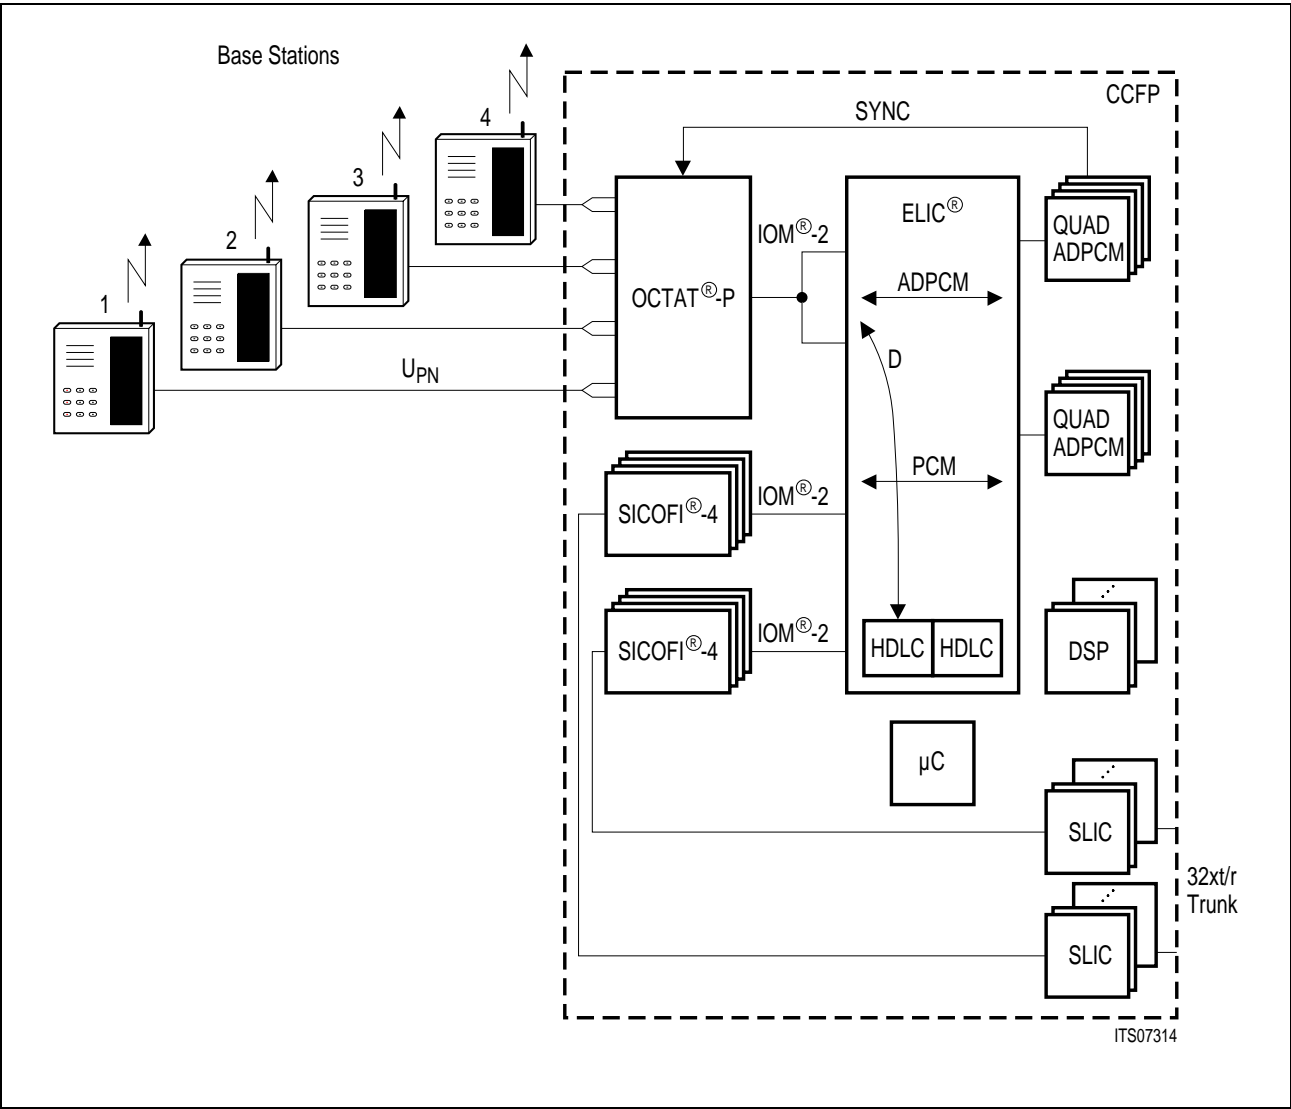 Base Stations
CCFP
SYNC
4
3
2
1
U_PN
OCTAT®-P
IOM®-2
ELIC®
ADPCM
D
PCM
QUAD
ADPCM
QUAD
ADPCM
SICOFI®-4
IOM®-2
SICOFI®-4
IOM®-2
HDLC
HDLC
DSP
µC
SLIC
SLIC
32xt/r
Trunk
ITS07314